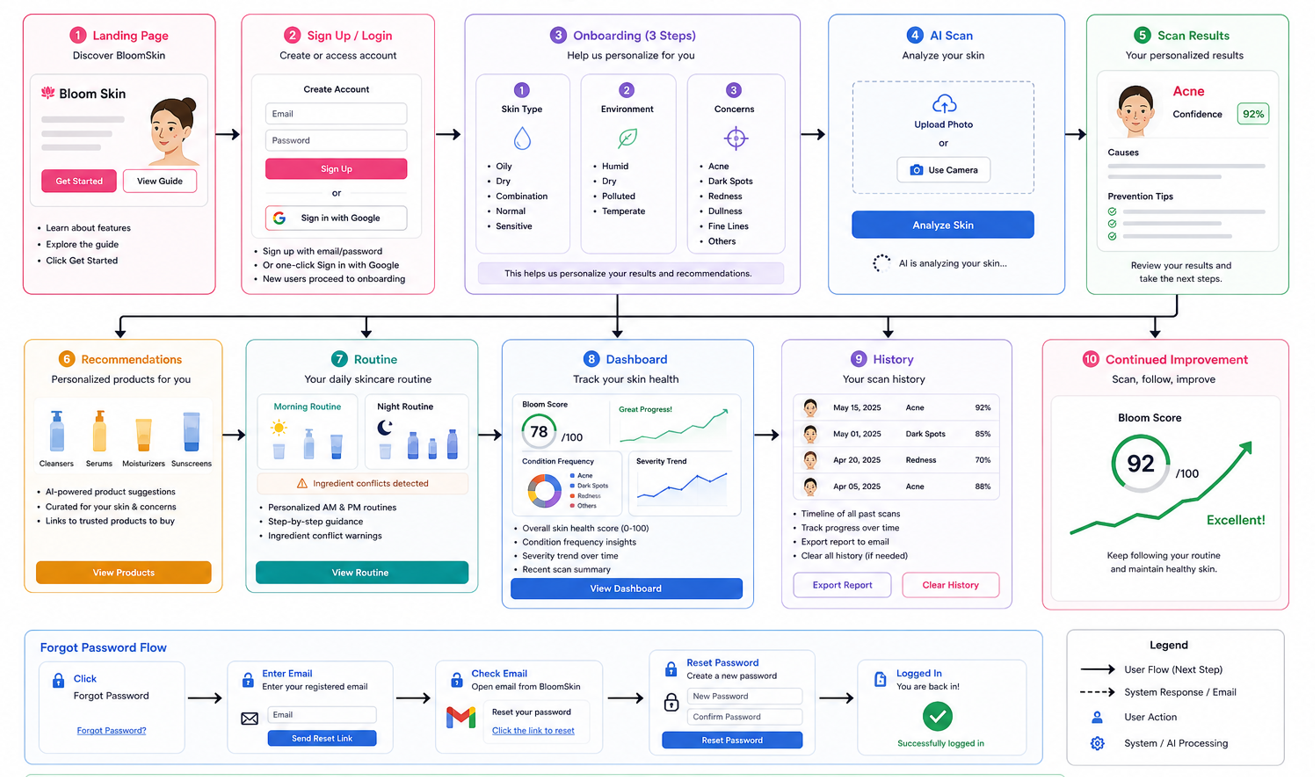 1 Landing Page
Discover BloomSkin
Bloom Skin
Get Started
View Guide
• Learn about features
• Explore the guide
• Click Get Started
2 Sign Up / Login
Create or access account
Create Account
Email
Password
Sign Up
or
Sign in with Google
• Sign up with email/password
• Or one-click Sign in with Google
• New users proceed to onboarding
3 Onboarding (3 Steps)
Help us personalize for you
1
Skin Type
• Oily
• Dry
• Combination
• Normal
• Sensitive
2
Environment
• Humid
• Dry
• Polluted
• Temperate
3
Concerns
• Acne
• Dark Spots
• Redness
• Dullness
• Fine Lines
• Others
This helps us personalize your results and recommendations.
4 AI Scan
Analyze your skin
Upload Photo
or
Use Camera
Analyze Skin
AI is analyzing your skin...
5 Scan Results
Your personalized results
Acne
Confidence 92%
Causes
Prevention Tips
Review your results and
take the next steps.
6 Recommendations
Personalized products for you
Cleansers Serums Moisturizers Sunscreens
• AI-powered product suggestions
• Curated for your skin & concerns
• Links to trusted products to buy
View Products
7 Routine
Your daily skincare routine
Morning Routine
Night Routine
Ingredient conflicts detected
• Personalized AM & PM routines
• Step-by-step guidance
• Ingredient conflict warnings
View Routine
8 Dashboard
Track your skin health
Bloom Score
78 /100
Great Progress!
Condition Frequency
Acne
Dark Spots
Redness
Others
Severity Trend
• Overall skin health score (0-100)
• Condition frequency insights
• Severity trend over time
• Recent scan summary
View Dashboard
9 History
Your scan history
May 15, 2025 Acne 92%
May 01, 2025 Dark Spots 85%
Apr 20, 2025 Redness 70%
Apr 05, 2025 Acne 88%
• Timeline of all past scans
• Track progress over time
• Export report to email
• Clear all history (if needed)
Export Report
Clear History
10 Continued Improvement
Scan, follow, improve
Bloom Score
92 /100
Excellent!
Keep following your routine
and maintain healthy skin.
Forgot Password Flow
Click
Forgot Password
Forgot Password?
Enter Email
Enter your registered email
Email
Send Reset Link
Check Email
Open email from BloomSkin
Reset your password
Click the link to reset
Reset Password
Create a new password
New Password
Confirm Password
Reset Password
Logged In
You are back in!
Successfully logged in
Legend
User Flow (Next Step)
System Response / Email
User Action
System / AI Processing